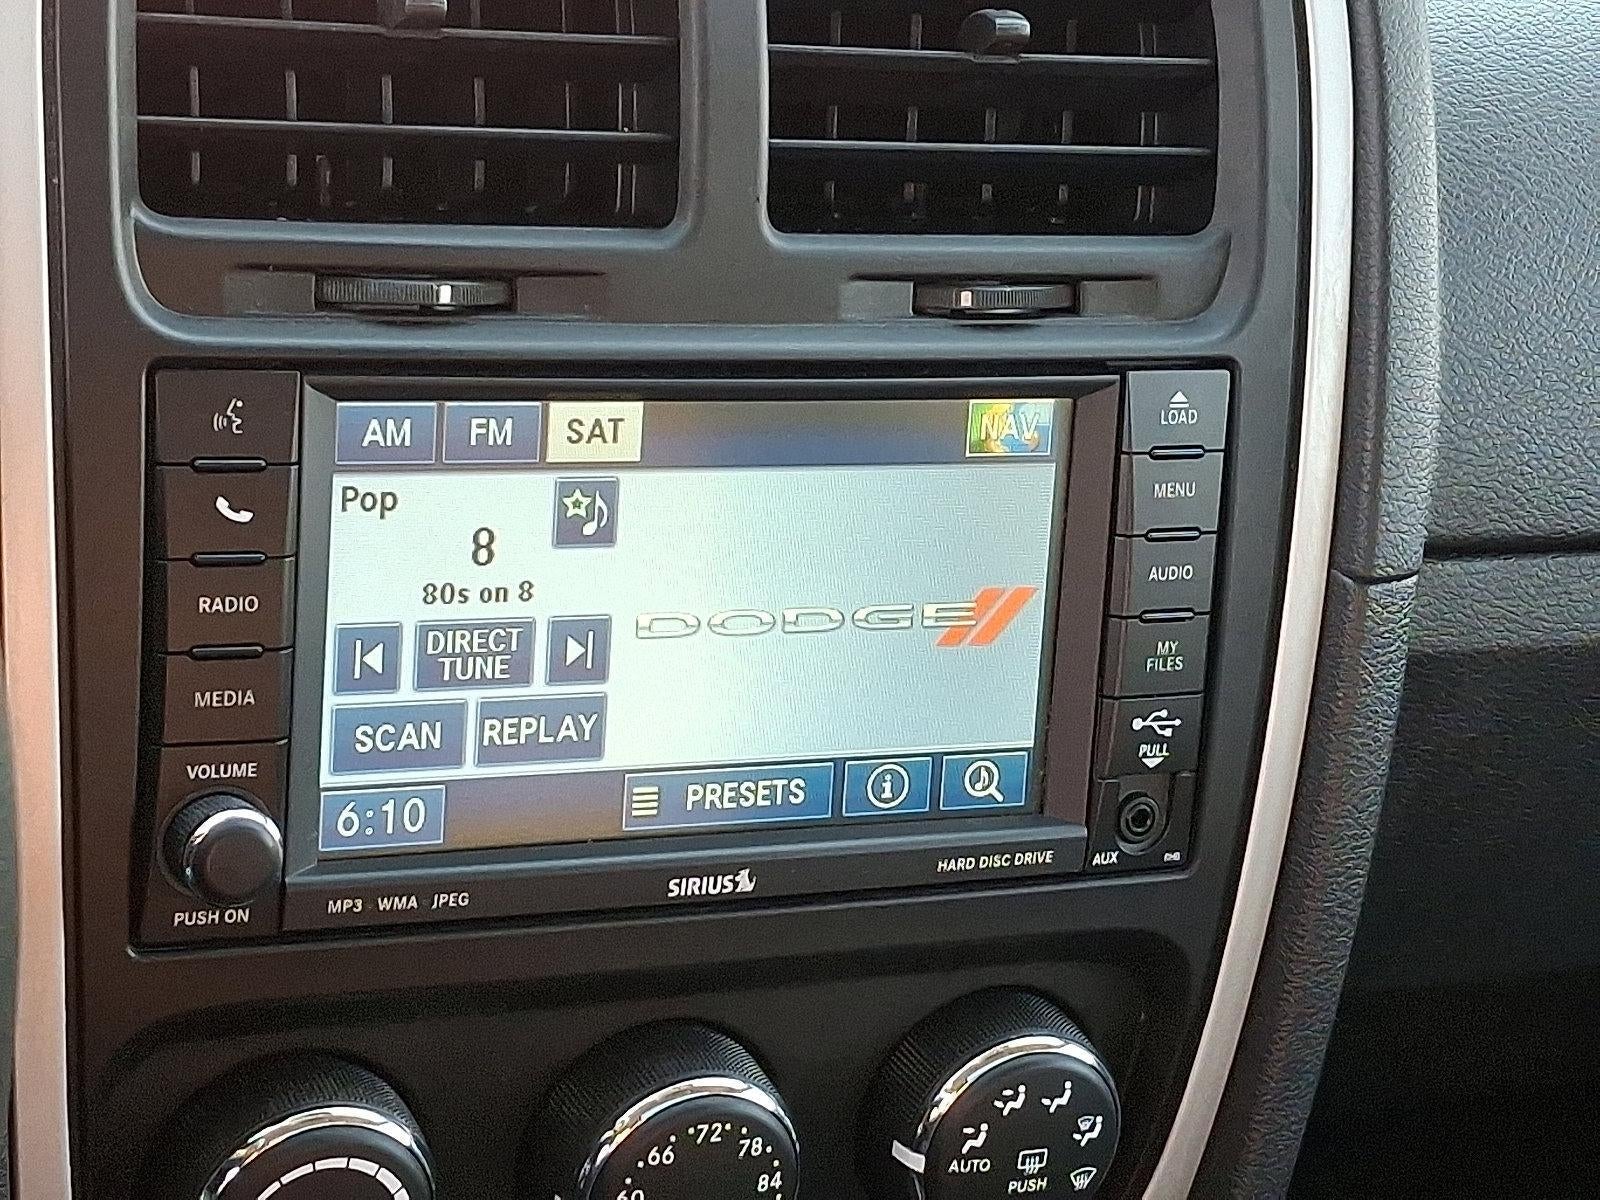 AM FM SAT NAV
LOAD
Pop
MENU
8
80s on 8
AUDIO
RADIO
DODGE
DIRECT
TUNE
MY
FILES
MEDIA
SCAN REPLAY
PULL
VOLUME
6:10 PRESETS i
HARD DISC DRIVE
AUX
SIRIUS
MP3 WMA JPEG
PUSH ON
60 66 72 78 84
AUTO
PUSH